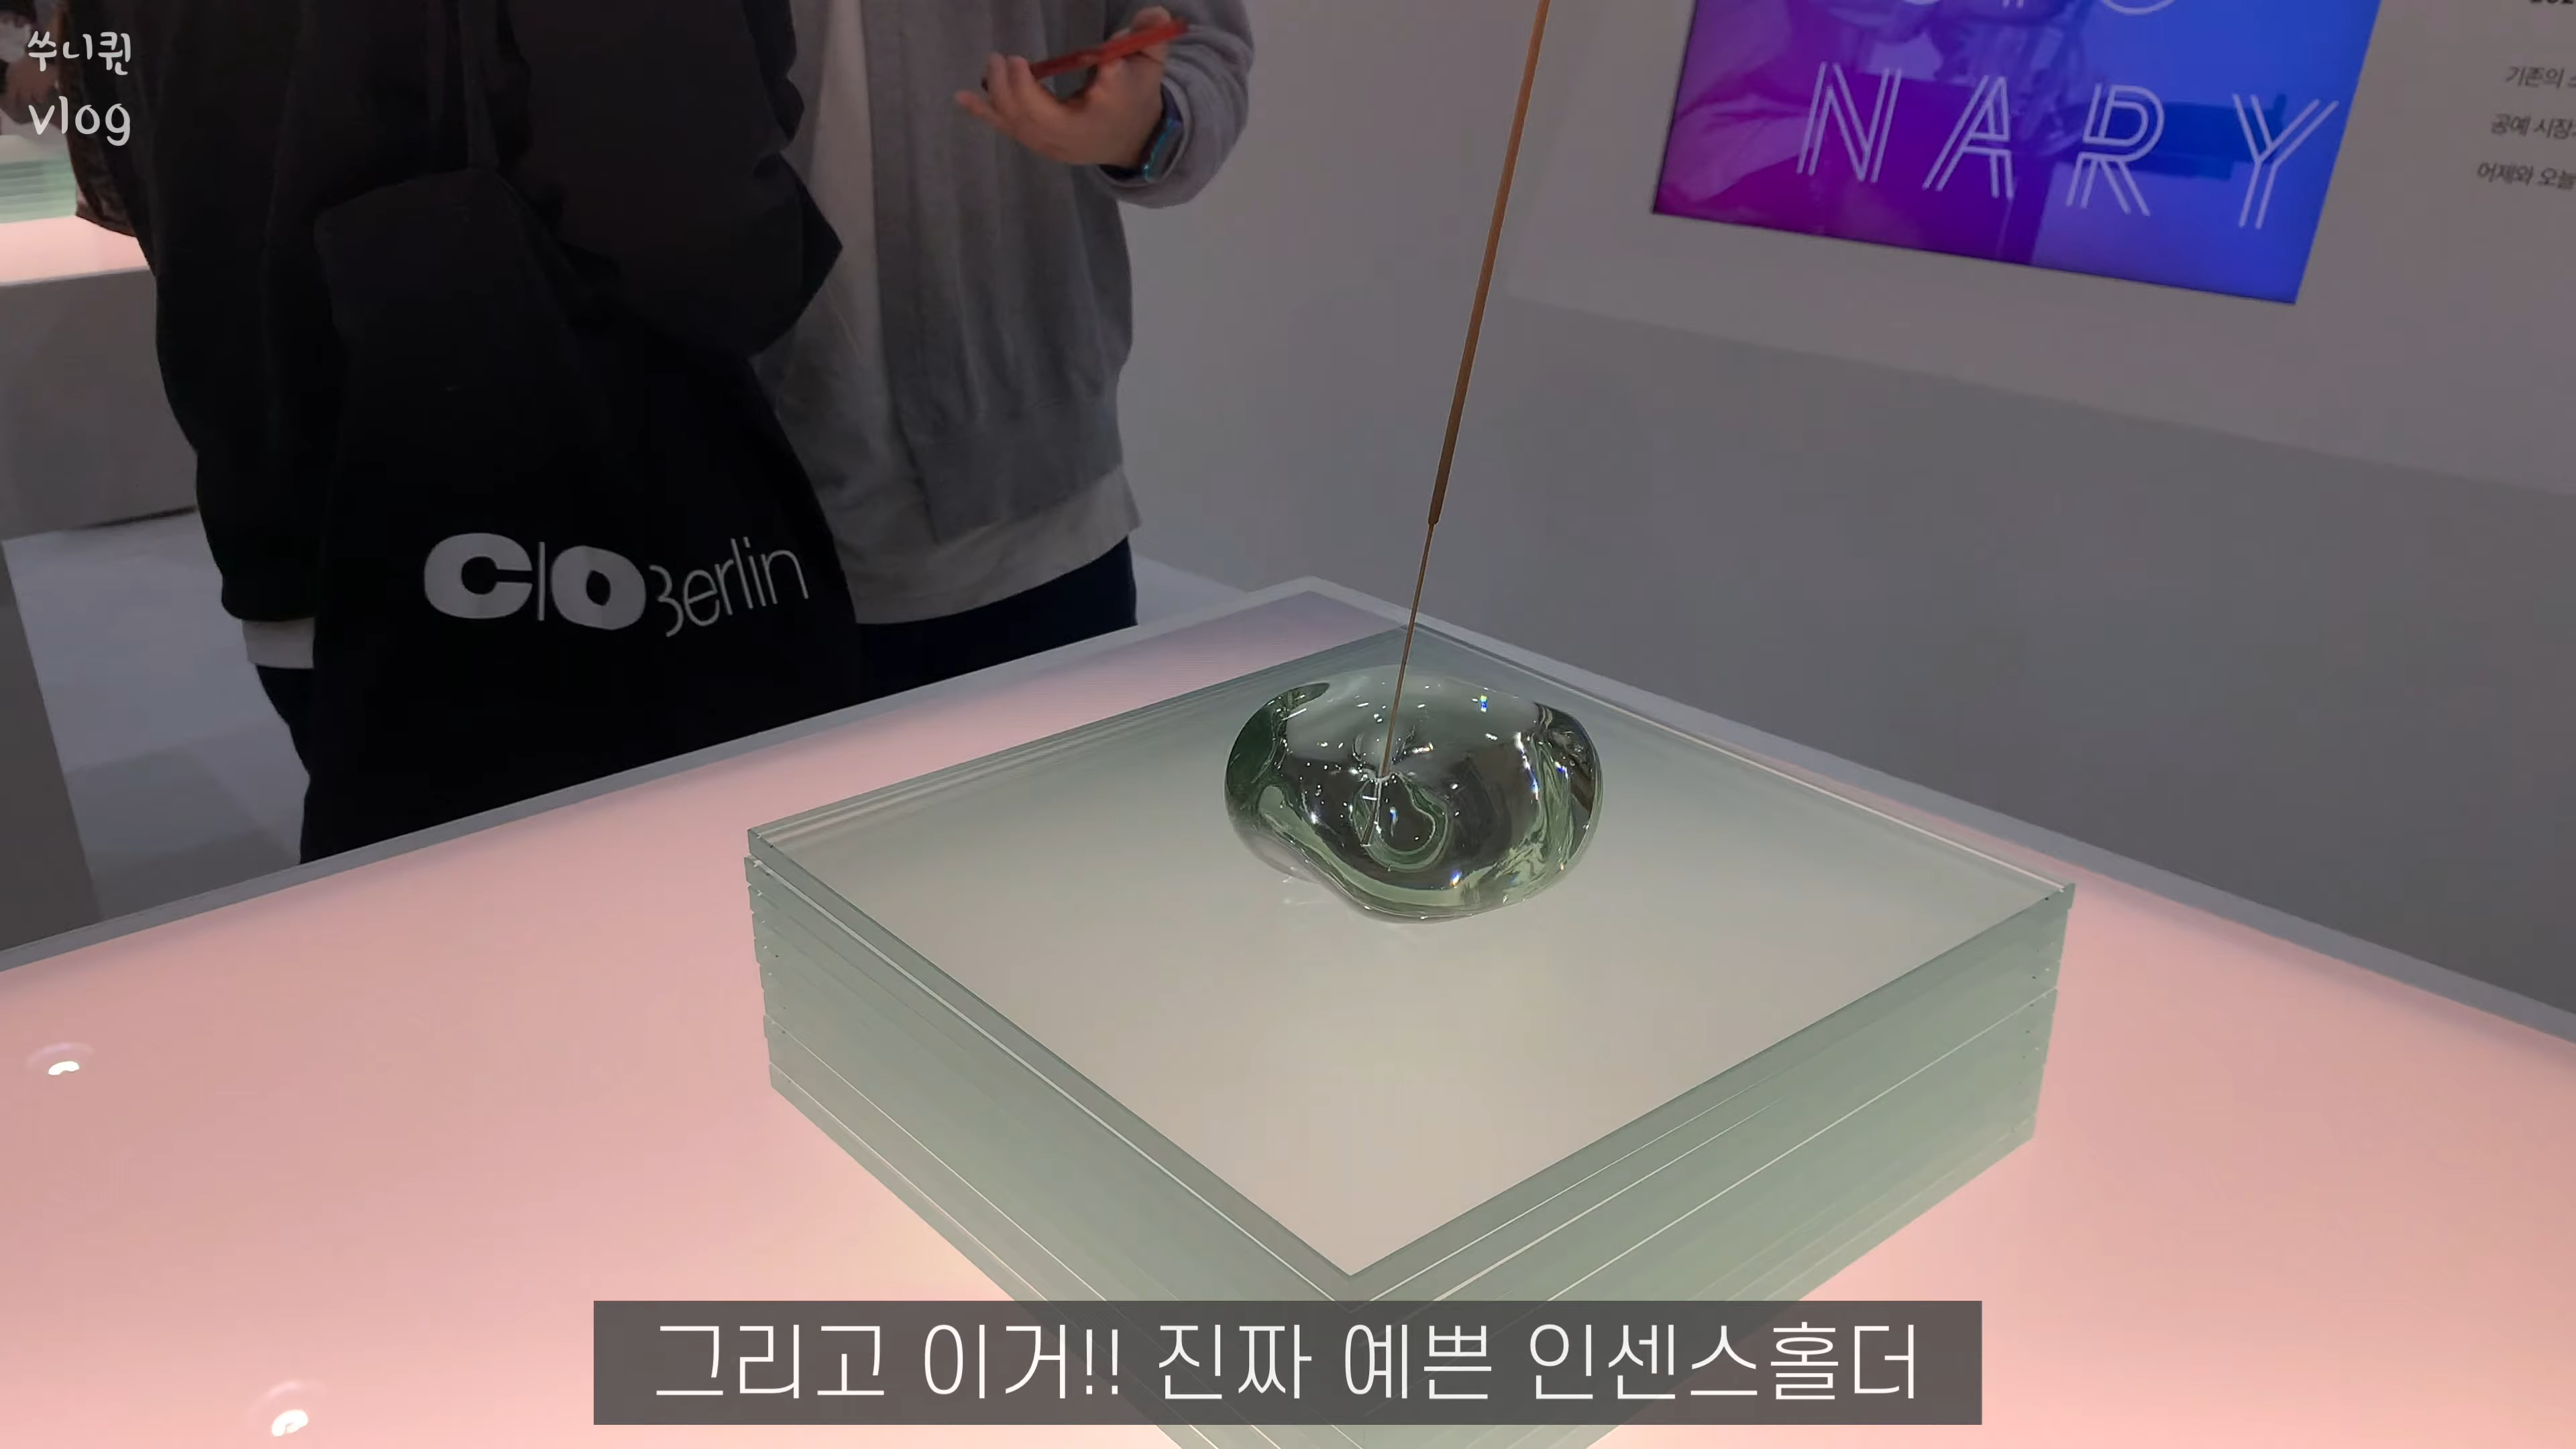 쑤니퀸
vlog
NARY
기존의
공예 시장
어제와 오늘
C/O Berlin
그리고 이거!! 진짜 예쁜 인센스홀더